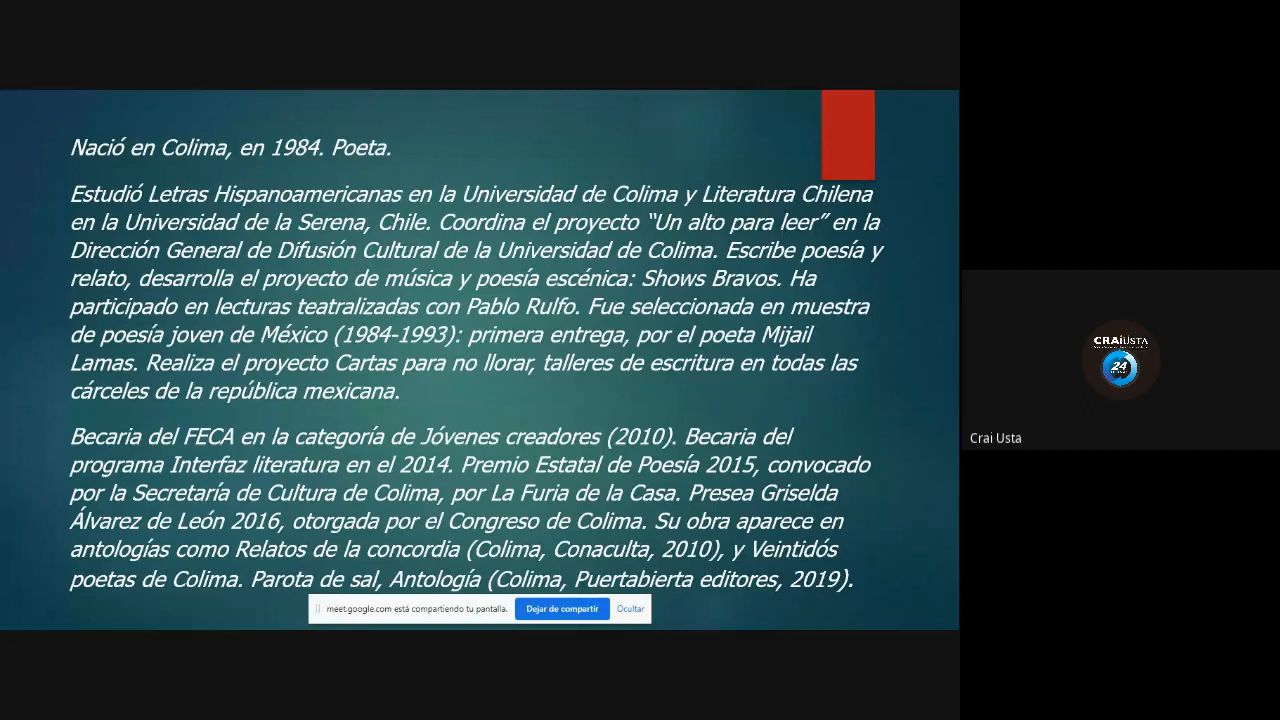 Nació en Colima, en 1984. Poeta.
Estudió Letras Hispanoamericanas en la Universidad de Colima y Literatura Chilena
en la Universidad de la Serena, Chile. Coordina el proyecto “Un alto para leer” en la
Dirección General de Difusión Cultural de la Universidad de Colima. Escribe poesía y
relato, desarrolla el proyecto de música y poesía escénica: Shows Bravos. Ha
participado en lecturas teatralizadas con Pablo Rulfo. Fue seleccionada en muestra
de poesía joven de México (1984-1993): primera entrega, por el poeta Mijail
Lamas. Realiza el proyecto Cartas para no llorar, talleres de escritura en todas las
cárceles de la república mexicana.
Becaria del FECA en la categoría de Jóvenes creadores (2010). Becaria del
programa Interfaz literatura en el 2014. Premio Estatal de Poesía 2015, convocado
por la Secretaría de Cultura de Colima, por La Furia de la Casa. Presea Griselda
Álvarez de León 2016, otorgada por el Congreso de Colima. Su obra aparece en
antologías como Relatos de la concordia (Colima, Conaculta, 2010), y Veintidós
poetas de Colima. Parota de sal, Antología (Colima, Puertabierta editores, 2019).
meet.google.com está compartiendo tu pantalla. Dejar de compartir Ocultar
CRAIUSTA
24
Crai Usta